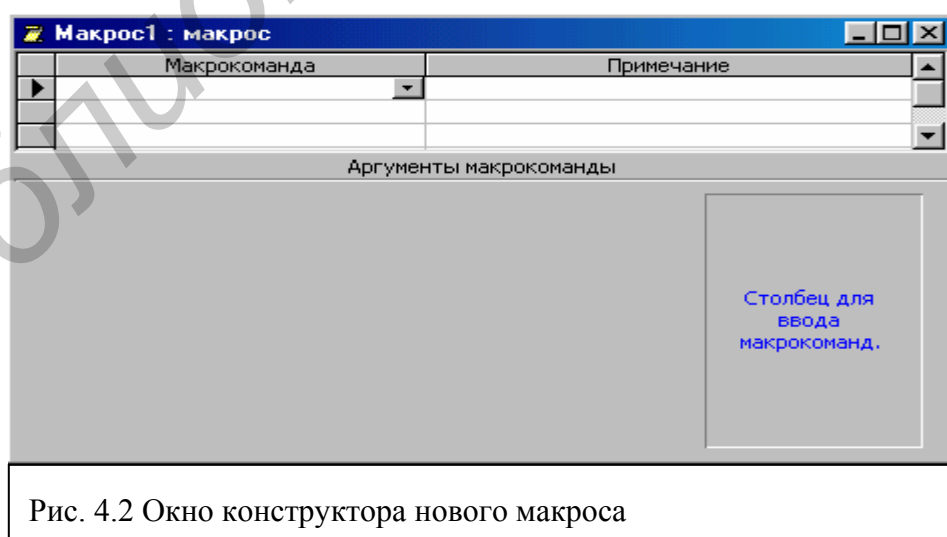 Макрос1 : макрос
Макрокоманда Примечание
Аргументы макрокоманды
Столбец для
ввода
макрокоманд.
Рис. 4.2 Окно конструктора нового макроса